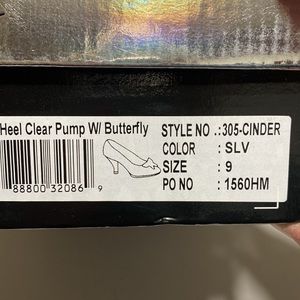 Heel Clear Pump W/ Butterfly
STYLE NO .:305-CINDER
COLOR : SLV
SIZE : 9
PO NO : 1560HM
88800 32086 9